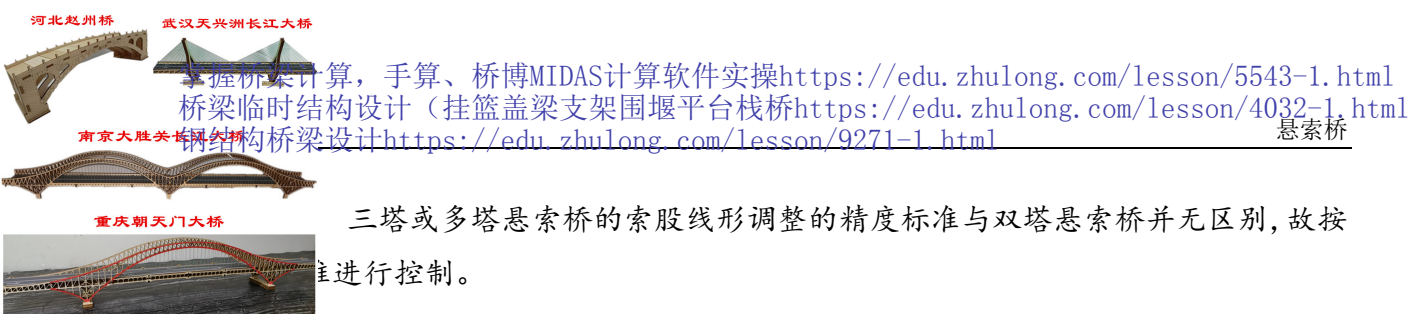 河北赵州桥
武汉天兴洲长江大桥
掌握桥梁计算，手算、桥博MIDAS计算软件实操https://edu.zhulong.com/lesson/5543-1.html
桥梁临时结构设计（挂篮盖梁支架围堰平台栈桥https://edu.zhulong.com/lesson/4032-1.html
南京大胜关长江大桥
钢结构桥梁设计https://edu.zhulong.com/lesson/9271-1.html
悬索桥
三塔或多塔悬索桥的索股线形调整的精度标准与双塔悬索桥并无区别,故按
重庆朝天门大桥
进行控制。